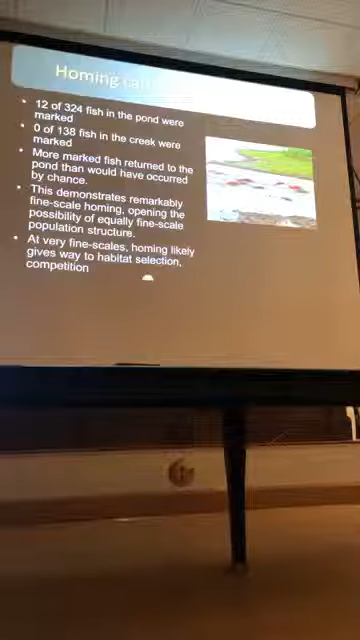 Homing
• 12 of 324 fish in the pond were
marked
• 0 of 138 fish in the creek were
marked
• More marked fish returned to the
pond than would have occurred
by chance.
• This demonstrates remarkably
fine-scale homing, opening the
possibility of equally fine-scale
population structure.
• At very fine-scales, homing likely
gives way to habitat selection,
competition